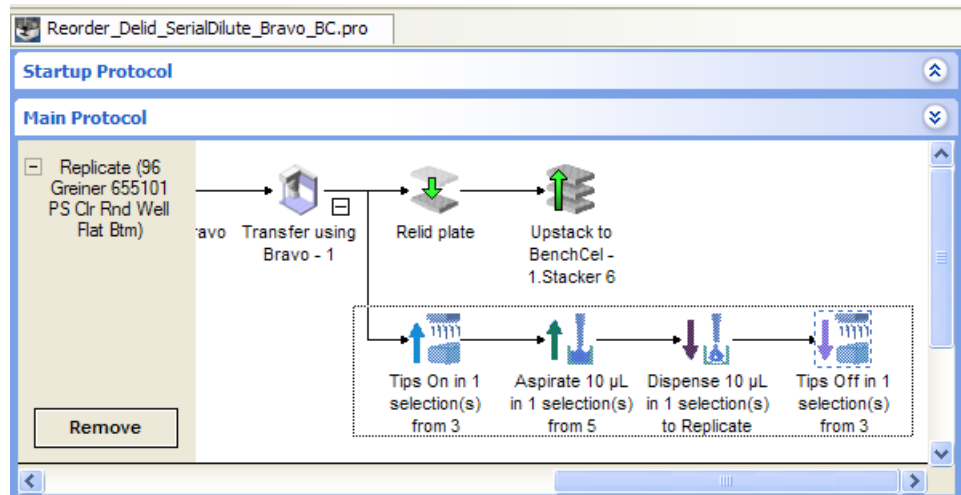 Reorder_Delid_SerialDilute_Bravo_BC.pro
Startup Protocol
Main Protocol
Replicate (96
Greiner 655101
PS Clr Rnd Well
Flat Btm)
avo
Transfer using
Bravo - 1
Relid plate
Upstack to
BenchCel -
1.Stacker 6
Tips On in 1
selection(s)
from 3
Aspirate 10 µL
in 1 selection(s)
from 5
Dispense 10 µL
in 1 selection(s)
to Replicate
Tips Off in 1
selection(s)
from 3
Remove